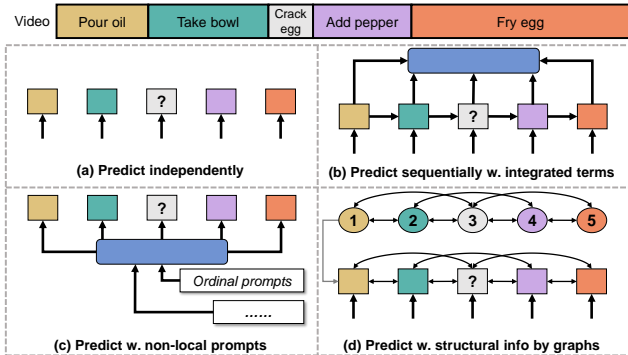 Video
Pour oil
Take bowl
Crack
egg
Add pepper
Fry egg
?
(a) Predict independently
?
(b) Predict sequentially w. integrated terms
?
Ordinal prompts
......
(c) Predict w. non-local prompts
1 2 3 4 5
?
(d) Predict w. structural info by graphs